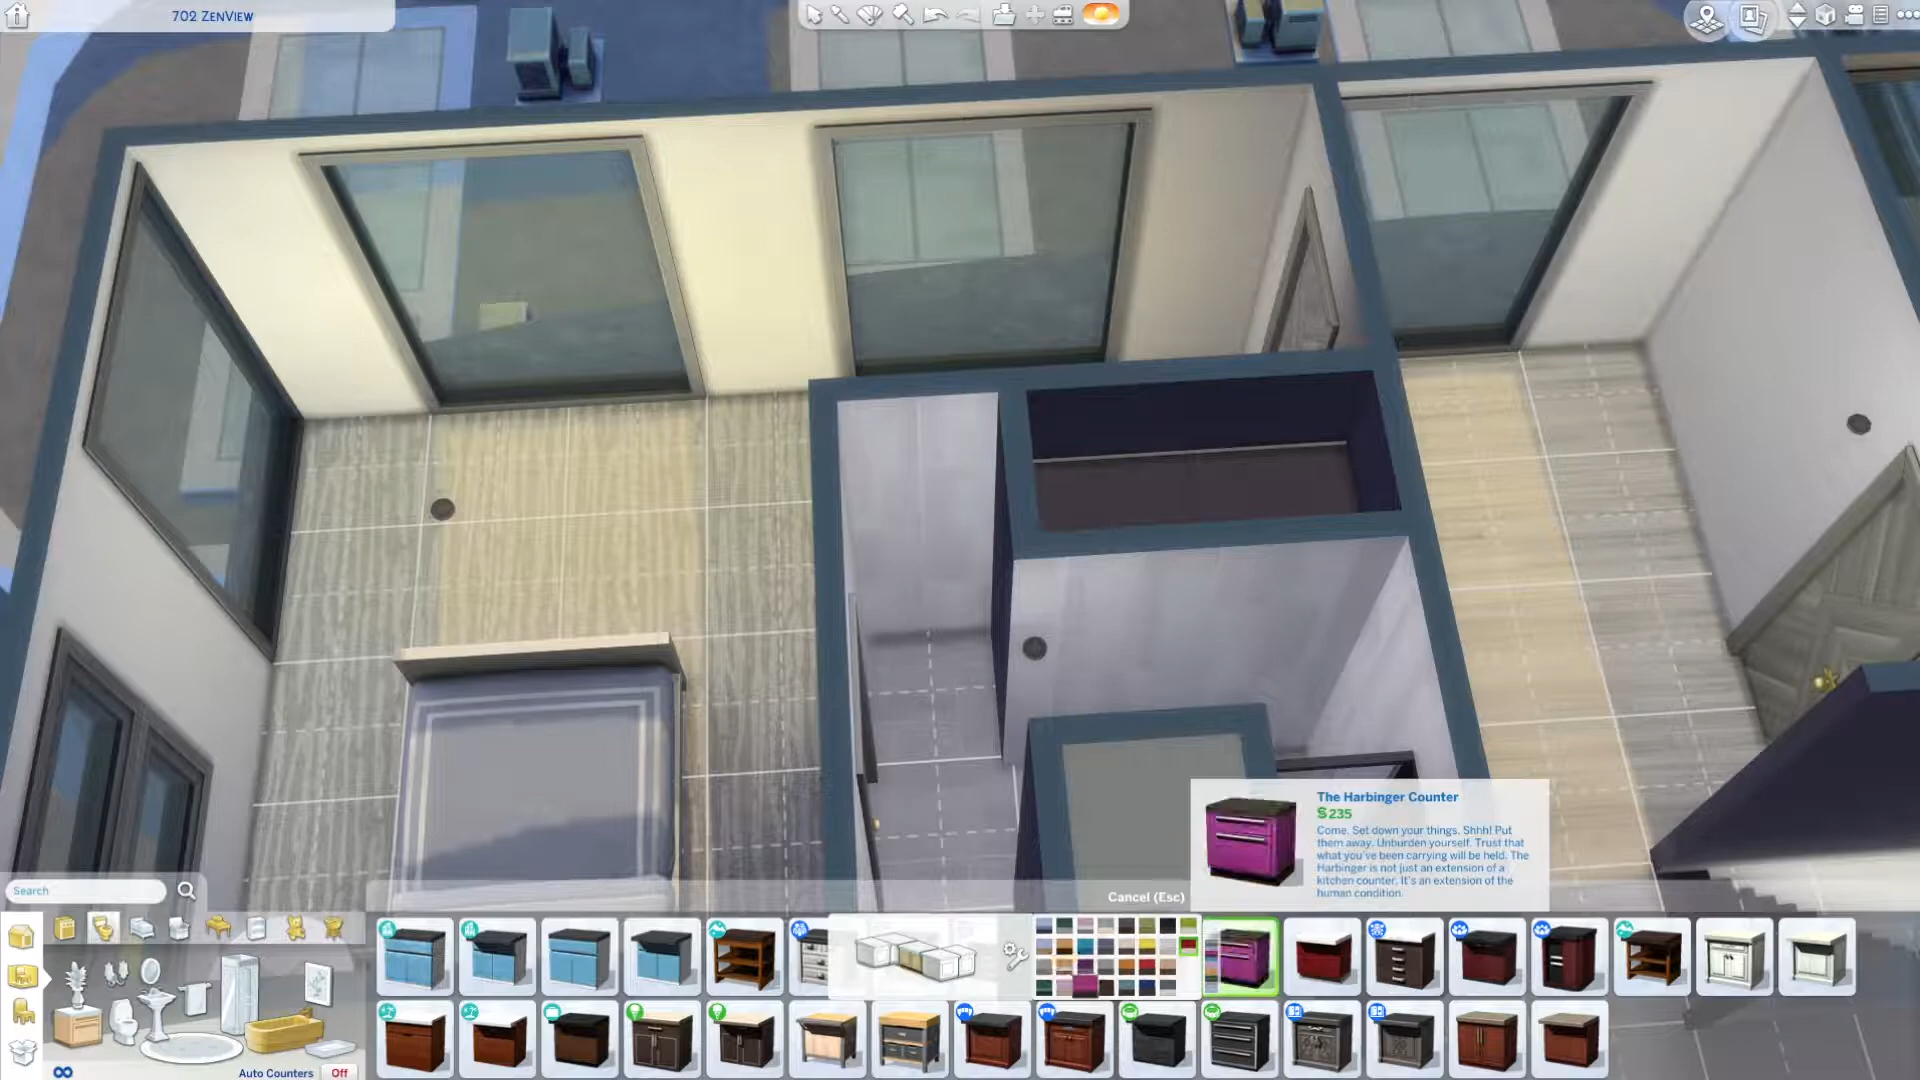 702 ZENVIEW
The Harbinger Counter
§235
Come. Set down your things. Shhh! Put
them away. Unburden yourself. Trust that
what you've been carrying will be held. The
Harbinger is not just an extension of a
kitchen counter. It's an extension of the
human condition.
Search
Cancel (Esc)
Auto Counters
Off